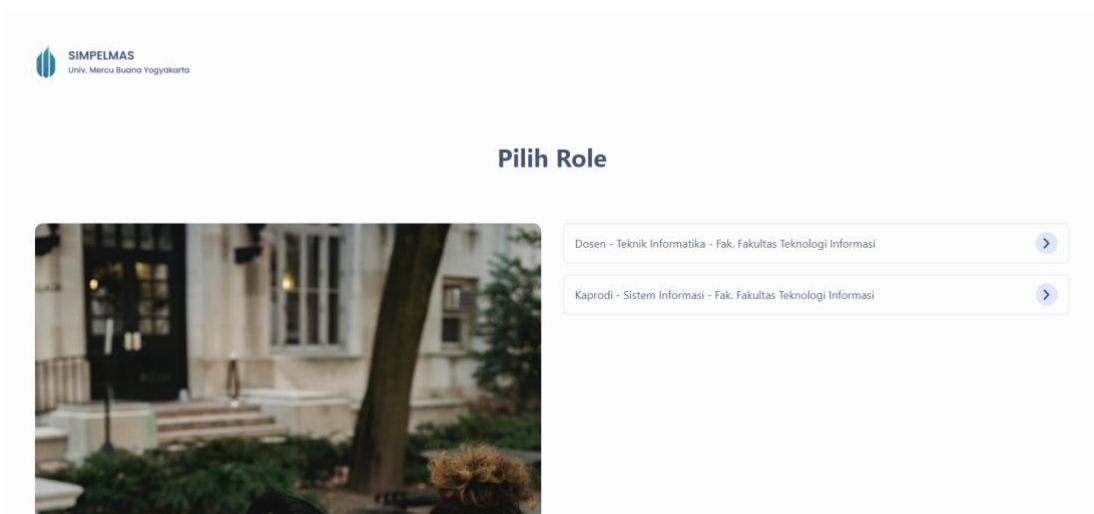 SIMPELMAS
Univ. Mercu Buana Yogyakarta
Pilih Role
Dosen - Teknik Informatika - Fak. Fakultas Teknologi Informasi
Kaprodi - Sistem Informasi - Fak. Fakultas Teknologi Informasi